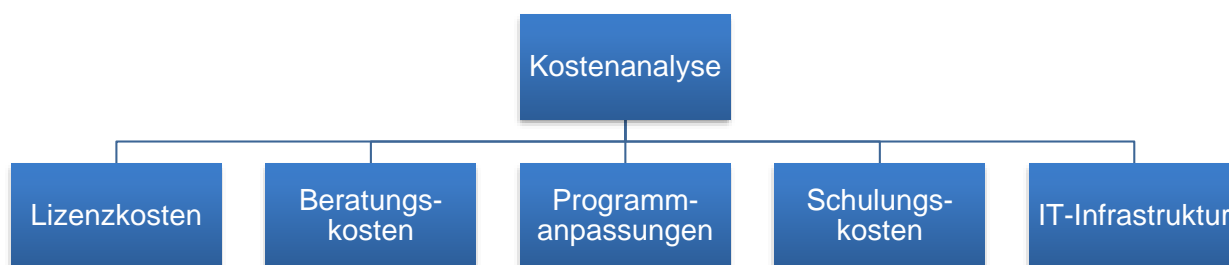 Kostenanalyse
Lizenzkosten
Beratungs-
kosten
Programm-
anpassungen
Schulungs-
kosten
IT-Infrastruktur